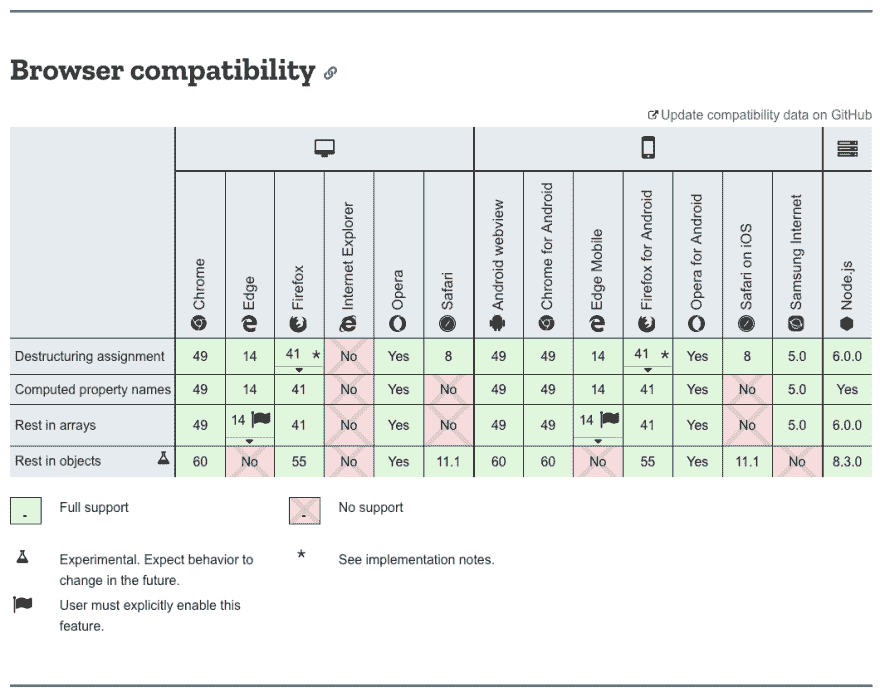 Browser compatibility
Update compatibility data on GitHub
Chrome
Edge
Firefox
Internet Explorer
Opera
Safari
Android webview
Chrome for Android
Edge Mobile
Firefox for Android
Opera for Android
Safari on iOS
Samsung Internet
Node.js
Destructuring assignment 49 14 41 * No Yes 8 49 49 14 41 * Yes 8 5.0 6.0.0
Computed property names 49 14 41 No Yes No 49 49 14 41 Yes No 5.0 Yes
Rest in arrays 49 14 41 No Yes No 49 49 14 41 Yes No 5.0 6.0.0
Rest in objects 60 No 55 No Yes 11.1 60 60 No 55 Yes 11.1 No 8.3.0
- Full support
- No support
Experimental. Expect behavior to
change in the future.
* See implementation notes.
User must explicitly enable this
feature.